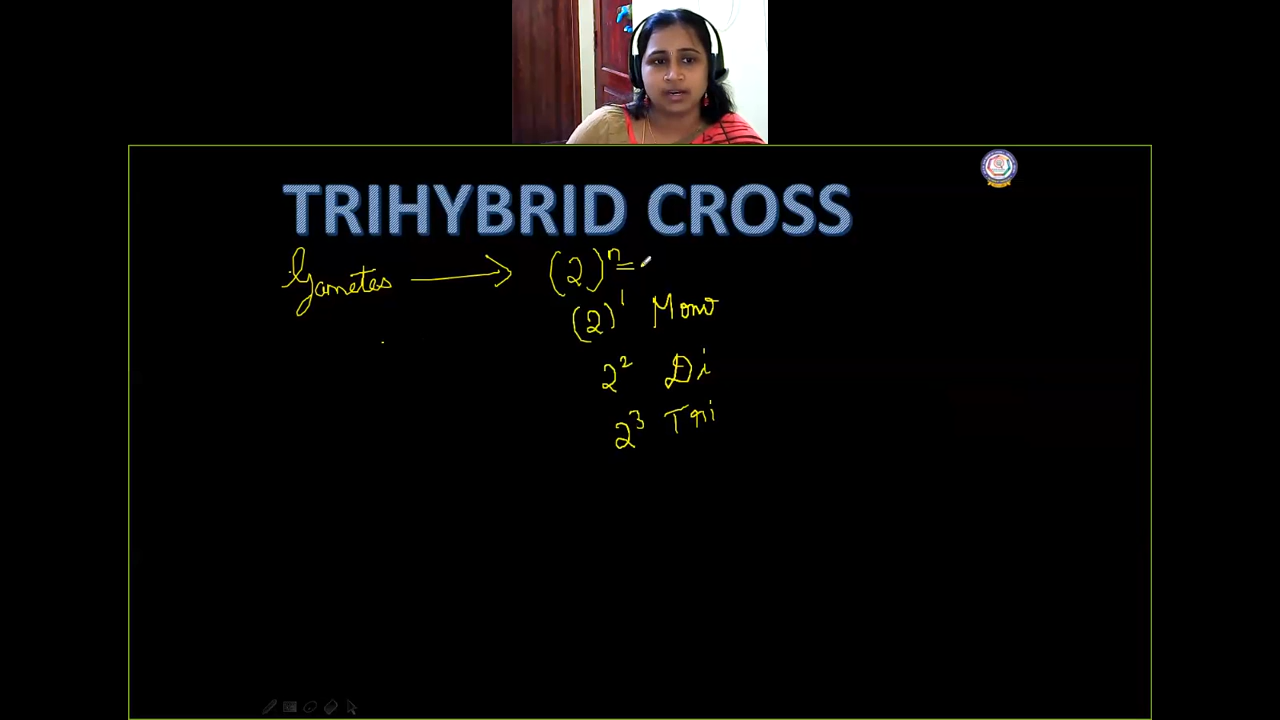 TRIHYBRID CROSS
Gametes → (2)ⁿ =
(2)¹ Mono
2² Di
2³ Tri